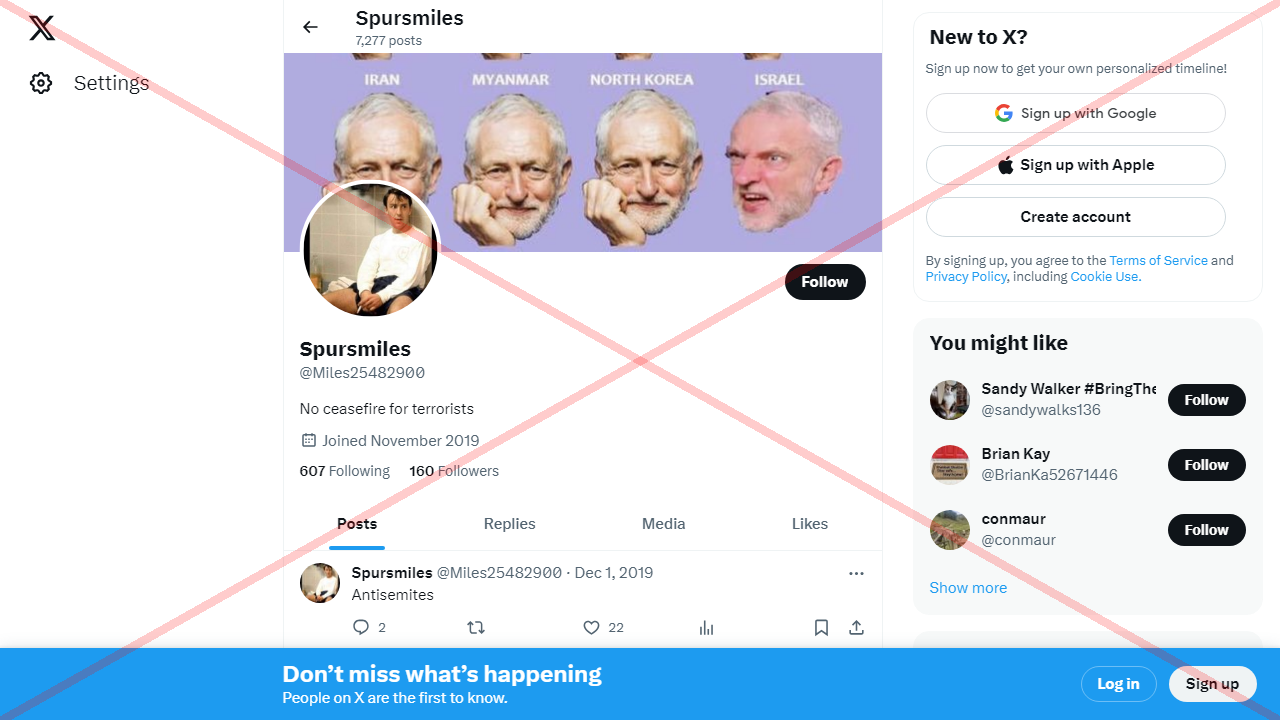 Settings
Spursmiles
7,277 posts
IRAN MYANMAR NORTH KOREA ISRAEL
Follow
Spursmiles
@Miles25482900
No ceasefire for terrorists
Joined November 2019
607 Following 160 Followers
Posts Replies Media Likes
Spursmiles @Miles25482900 · Dec 1, 2019
Antisemites
2 22
New to X?
Sign up now to get your own personalized timeline!
Sign up with Google
Sign up with Apple
Create account
By signing up, you agree to the Terms of Service and
Privacy Policy, including Cookie Use.
You might like
Sandy Walker #BringThe
@sandywalks136
Follow
Brian Kay
@BrianKa52671446
Follow
conmaur
@conmaur
Follow
Show more
Don’t miss what’s happening
People on X are the first to know.
Log in
Sign up